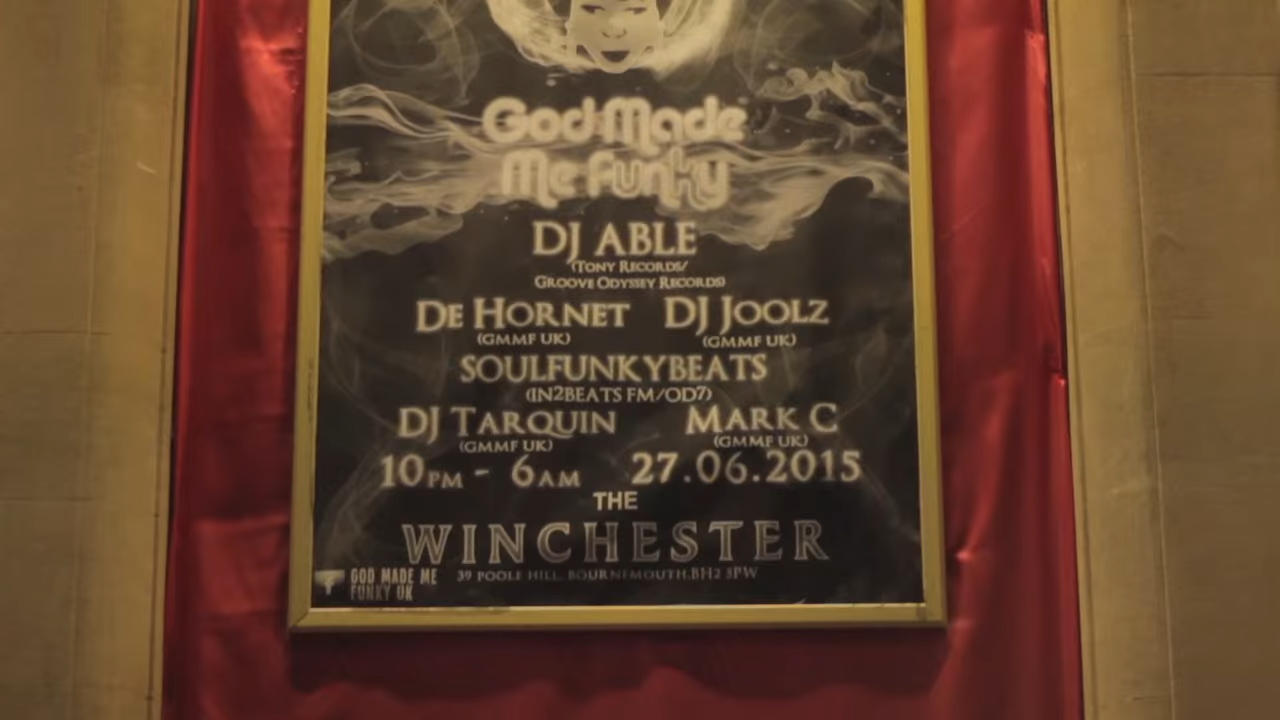 God Made
Me Funky
DJ ABLE
(TONY RECORDS/
GROOVE ODYSSEY RECORDS)
DE HORNET DJ JOOLZ
(GMMF UK) (GMMF UK)
SOULFUNKYBEATS
(IN2BEATS FM/OD7)
DJ TARQUIN MARK C
(GMMF UK) (GMMF UK)
10PM - 6AM 27.06.2015
THE
WINCHESTER
39 POOLE HILL, BOURNEMOUTH,BH2 5PW
GOD MADE ME
FUNKY UK